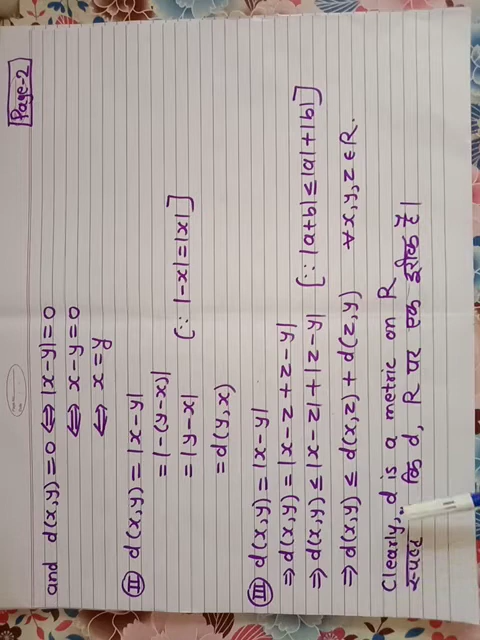 Page-2
and d(x,y)=0 ⇔ |x-y|=0
⇔ x-y=0
⇔ x=y
(II) d(x,y) = |x-y|
= |-(y-x)|
= |y-x| [∵ |-x|=|x|]
= d(y,x)
(III) d(x,y) = |x-y|
⇒ d(x,y) = |x-z+z-y|
⇒ d(x,y) ≤ |x-z|+|z-y| [∵ |a+b|≤|a|+|b|]
⇒ d(x,y) ≤ d(x,z)+d(z,y) ∀x,y,z∈R.
Clearly, d is a metric on R
स्पष्ट कि d, R पर एक दूरीक है।